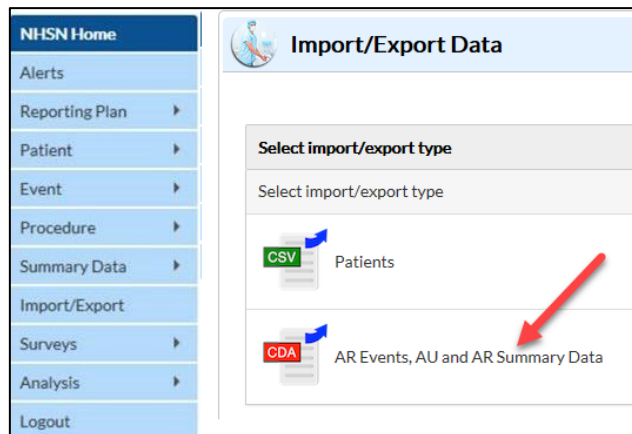 NHSN Home
Alerts
Reporting Plan
Patient
Event
Procedure
Summary Data
Import/Export
Surveys
Analysis
Logout
Import/Export Data
Select import/export type
Select import/export type
CSV
Patients
CDA
AR Events, AU and AR Summary Data